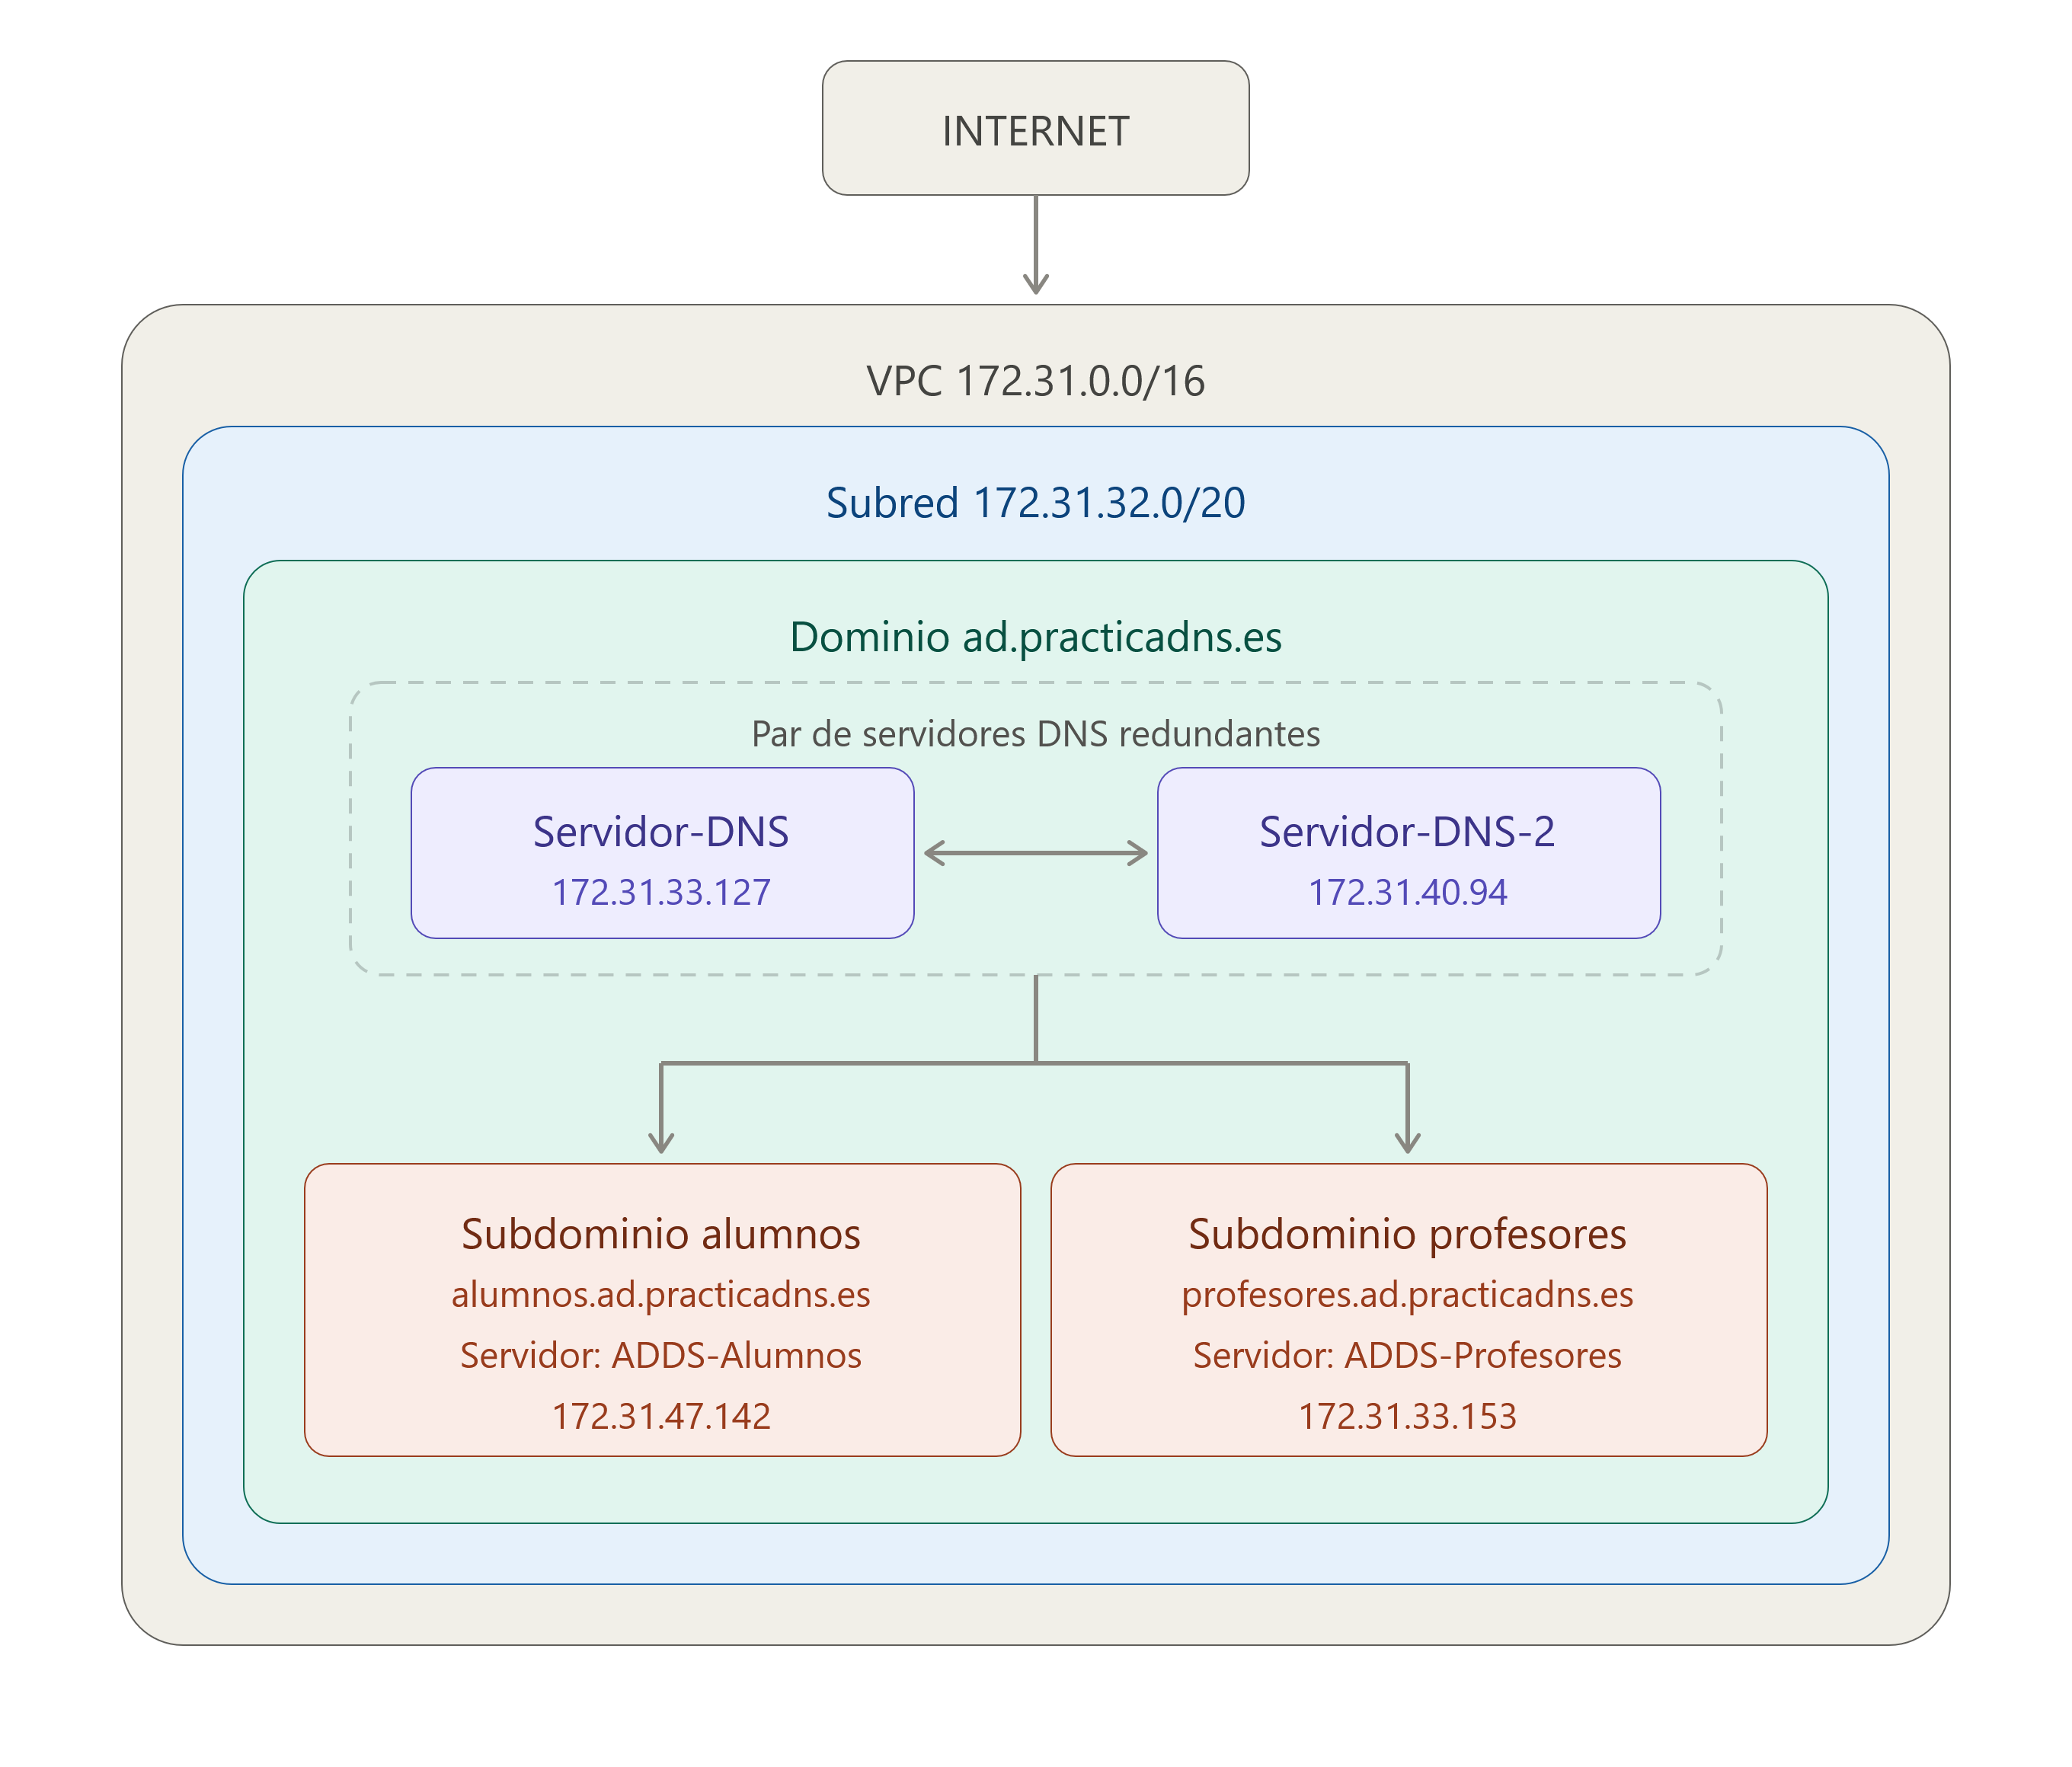 INTERNET
VPC 172.31.0.0/16
Subred 172.31.32.0/20
Dominio ad.practicadns.es
Par de servidores DNS redundantes
Servidor-DNS
172.31.33.127
Servidor-DNS-2
172.31.40.94
Subdominio alumnos
alumnos.ad.practicadns.es
Servidor: ADDS-Alumnos
172.31.47.142
Subdominio profesores
profesores.ad.practicadns.es
Servidor: ADDS-Profesores
172.31.33.153